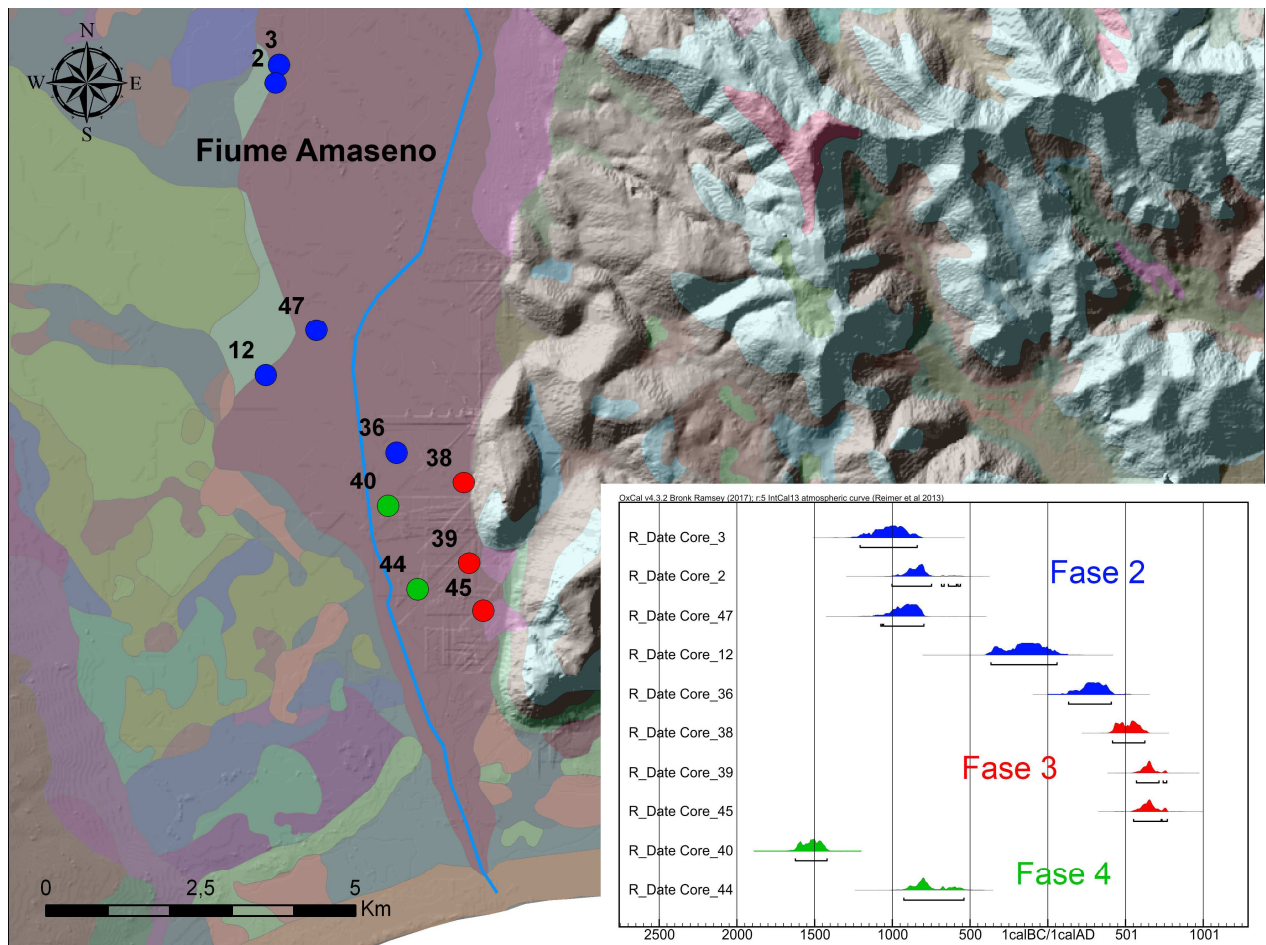 N
W E
S
3
2
Fiume Amaseno
47
12
36
38
40
39
44
45
0 2,5 5
Km
OxCal v4.3.2 Bronk Ramsey (2017); r:5 IntCal13 atmospheric curve (Reimer et al 2013)
R_Date Core_3
R_Date Core_2
Fase 2
R_Date Core_47
R_Date Core_12
R_Date Core_36
R_Date Core_38
R_Date Core_39
Fase 3
R_Date Core_45
R_Date Core_40
R_Date Core_44
Fase 4
2500 2000 1500 1000 500 1calBC/1calAD 501 1001